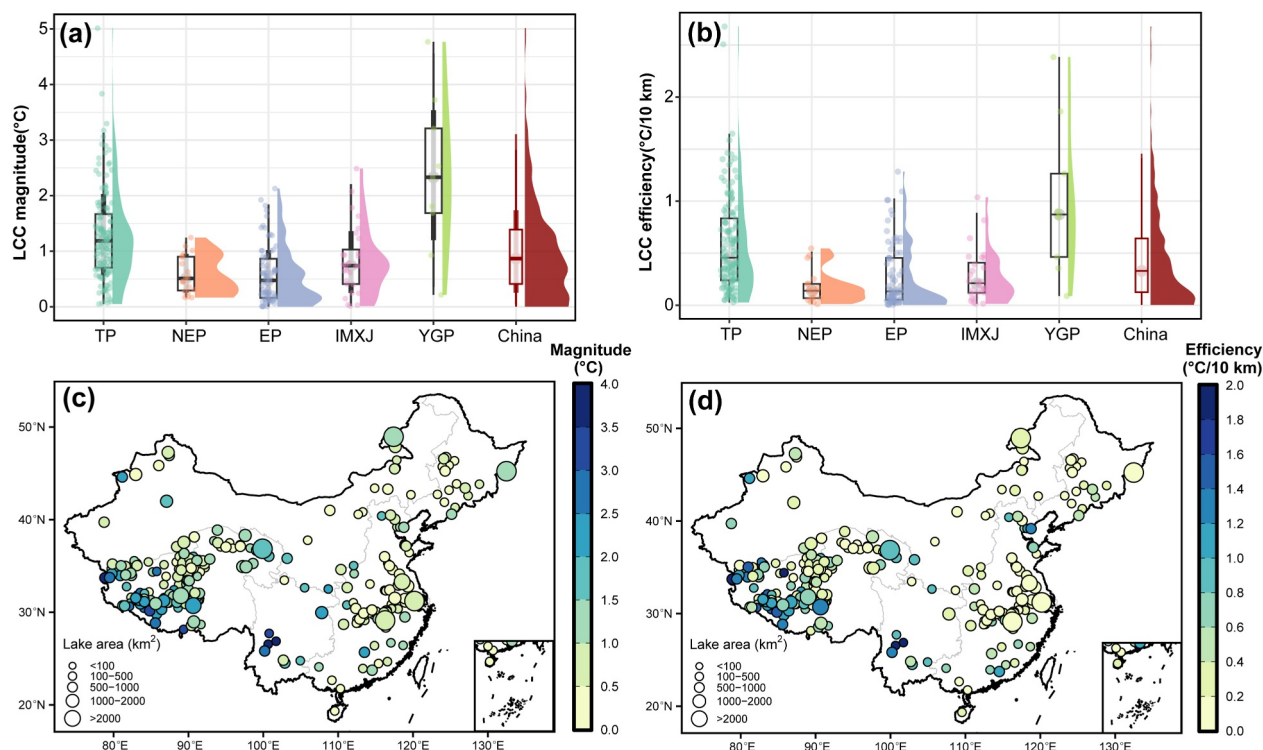 (a)
LCC magnitude(°C)
5
4
3
2
1
0
TP NEP EP IMXJ YGP China
(b)
LCC efficiency(°C/10 km)
2
1
0
TP NEP EP IMXJ YGP China
(c)
50°N
40°N
30°N
20°N
80°E 90°E 100°E 110°E 120°E 130°E
Lake area (km²)
<100
100−500
500−1000
1000−2000
>2000
Magnitude
(°C)
4.0
3.5
3.0
2.5
2.0
1.5
1.0
0.5
0.0
(d)
50°N
40°N
30°N
20°N
80°E 90°E 100°E 110°E 120°E 130°E
Lake area (km²)
<100
100−500
500−1000
1000−2000
>2000
Efficiency
(°C/10 km)
2.0
1.8
1.6
1.4
1.2
1.0
0.8
0.6
0.4
0.2
0.0